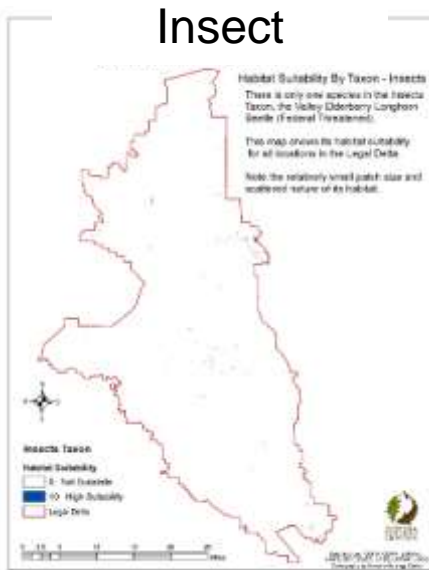 Insect
Habitat Suitability By Taxon - Insects
There is only one species in the Insects
Taxon, the Valley Elderberry Longhorn
Beetle (Federal Threatened).
This map shows its habitat suitability
for all locations in the Legal Delta
Note the relatively small patch size and
scattered nature of its habitat.
Insects Taxon
Habitat Suitability
0 - Not Suitable
10 - High Suitability
Legal Delta
Miles